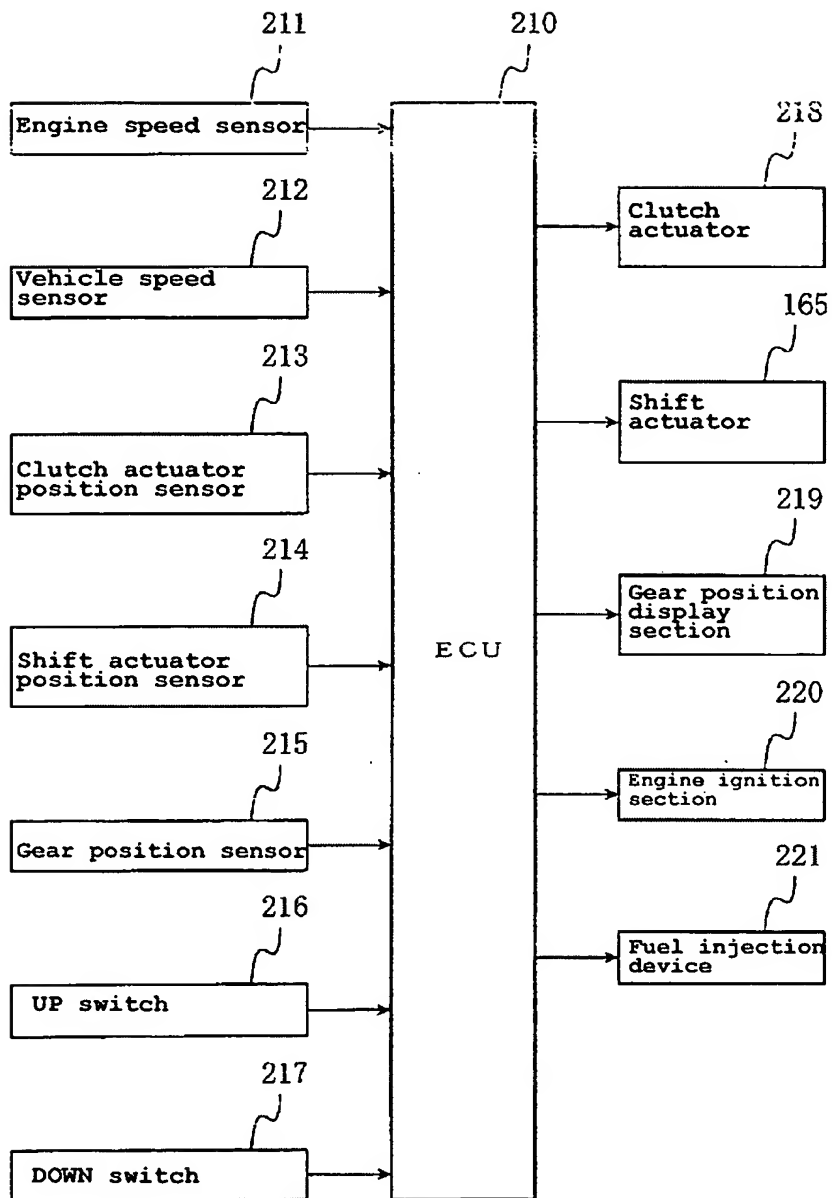 211
210
Engine speed sensor
218
Clutch
actuator
212
Vehicle speed
sensor
165
Shift
actuator
213
Clutch actuator
position sensor
219
Gear position
display
section
214
Shift actuator
position sensor
ECU
220
Engine ignition
section
215
Gear position sensor
221
Fuel injection
device
216
UP switch
217
DOWN switch